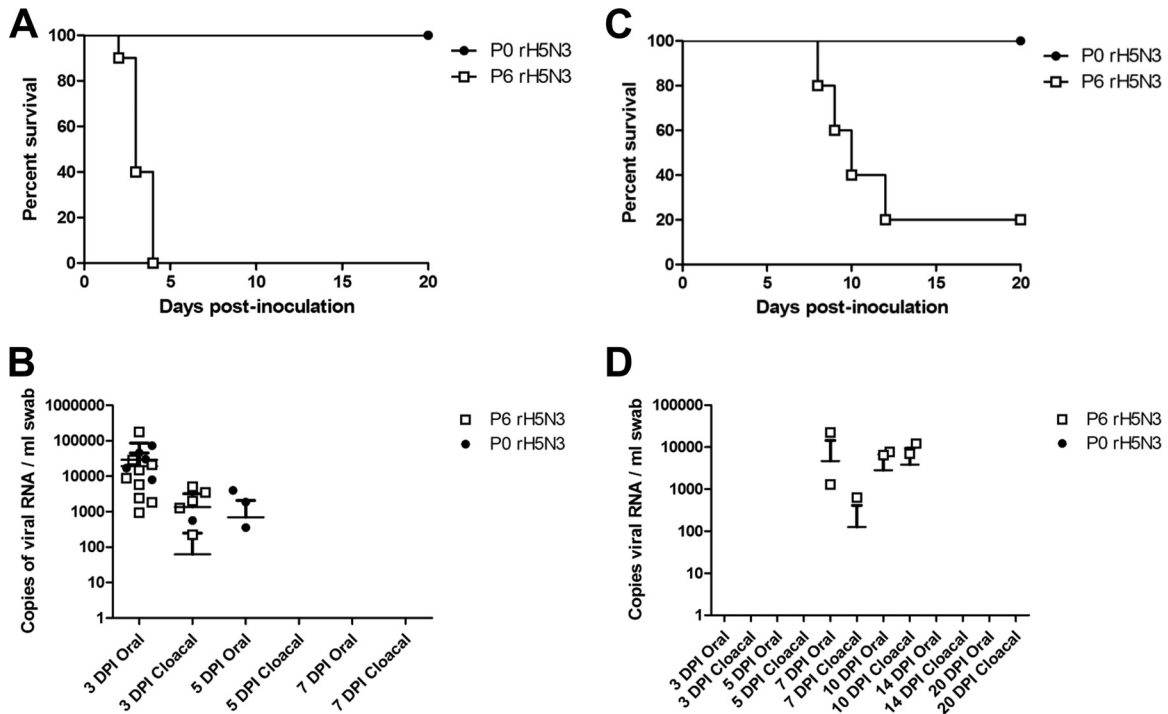 A
Percent survival
100
80
60
40
20
0
0 5 10 15 20
Days post-inoculation
P0 rH5N3
P6 rH5N3
C
Percent survival
100
80
60
40
20
0
0 5 10 15 20
Days post-inoculation
P0 rH5N3
P6 rH5N3
B
Copies of viral RNA / ml swab
1000000
100000
10000
1000
100
10
1
3 DPI Oral
3 DPI Cloacal
5 DPI Oral
5 DPI Cloacal
7 DPI Oral
7 DPI Cloacal
P6 rH5N3
P0 rH5N3
D
Copies viral RNA / ml swab
100000
10000
1000
100
10
1
3 DPI Oral
3 DPI Cloacal
5 DPI Oral
5 DPI Cloacal
7 DPI Oral
7 DPI Cloacal
10 DPI Oral
10 DPI Cloacal
14 DPI Oral
14 DPI Cloacal
20 DPI Oral
20 DPI Cloacal
P6 rH5N3
P0 rH5N3